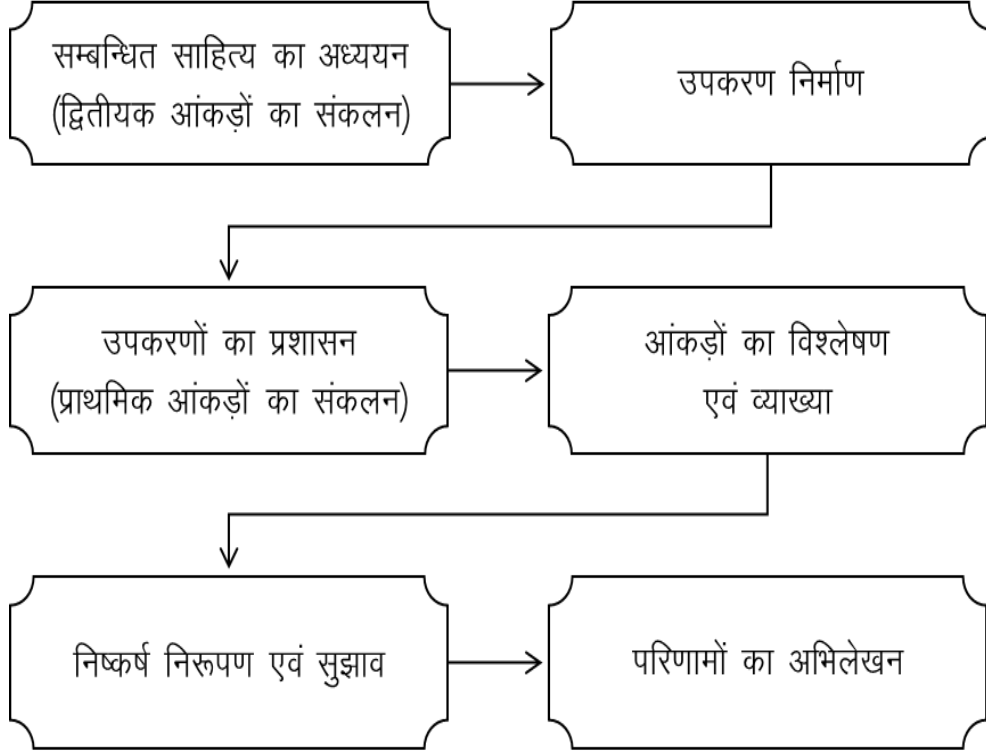 सम्बन्धित साहित्य का अध्ययन
(द्वितीयक आंकड़ों का संकलन)
उपकरण निर्माण
उपकरणों का प्रशासन
(प्राथमिक आंकड़ों का संकलन)
आंकड़ों का विश्लेषण
एवं व्याख्या
निष्कर्ष निरूपण एवं सुझाव
परिणामों का अभिलेखन